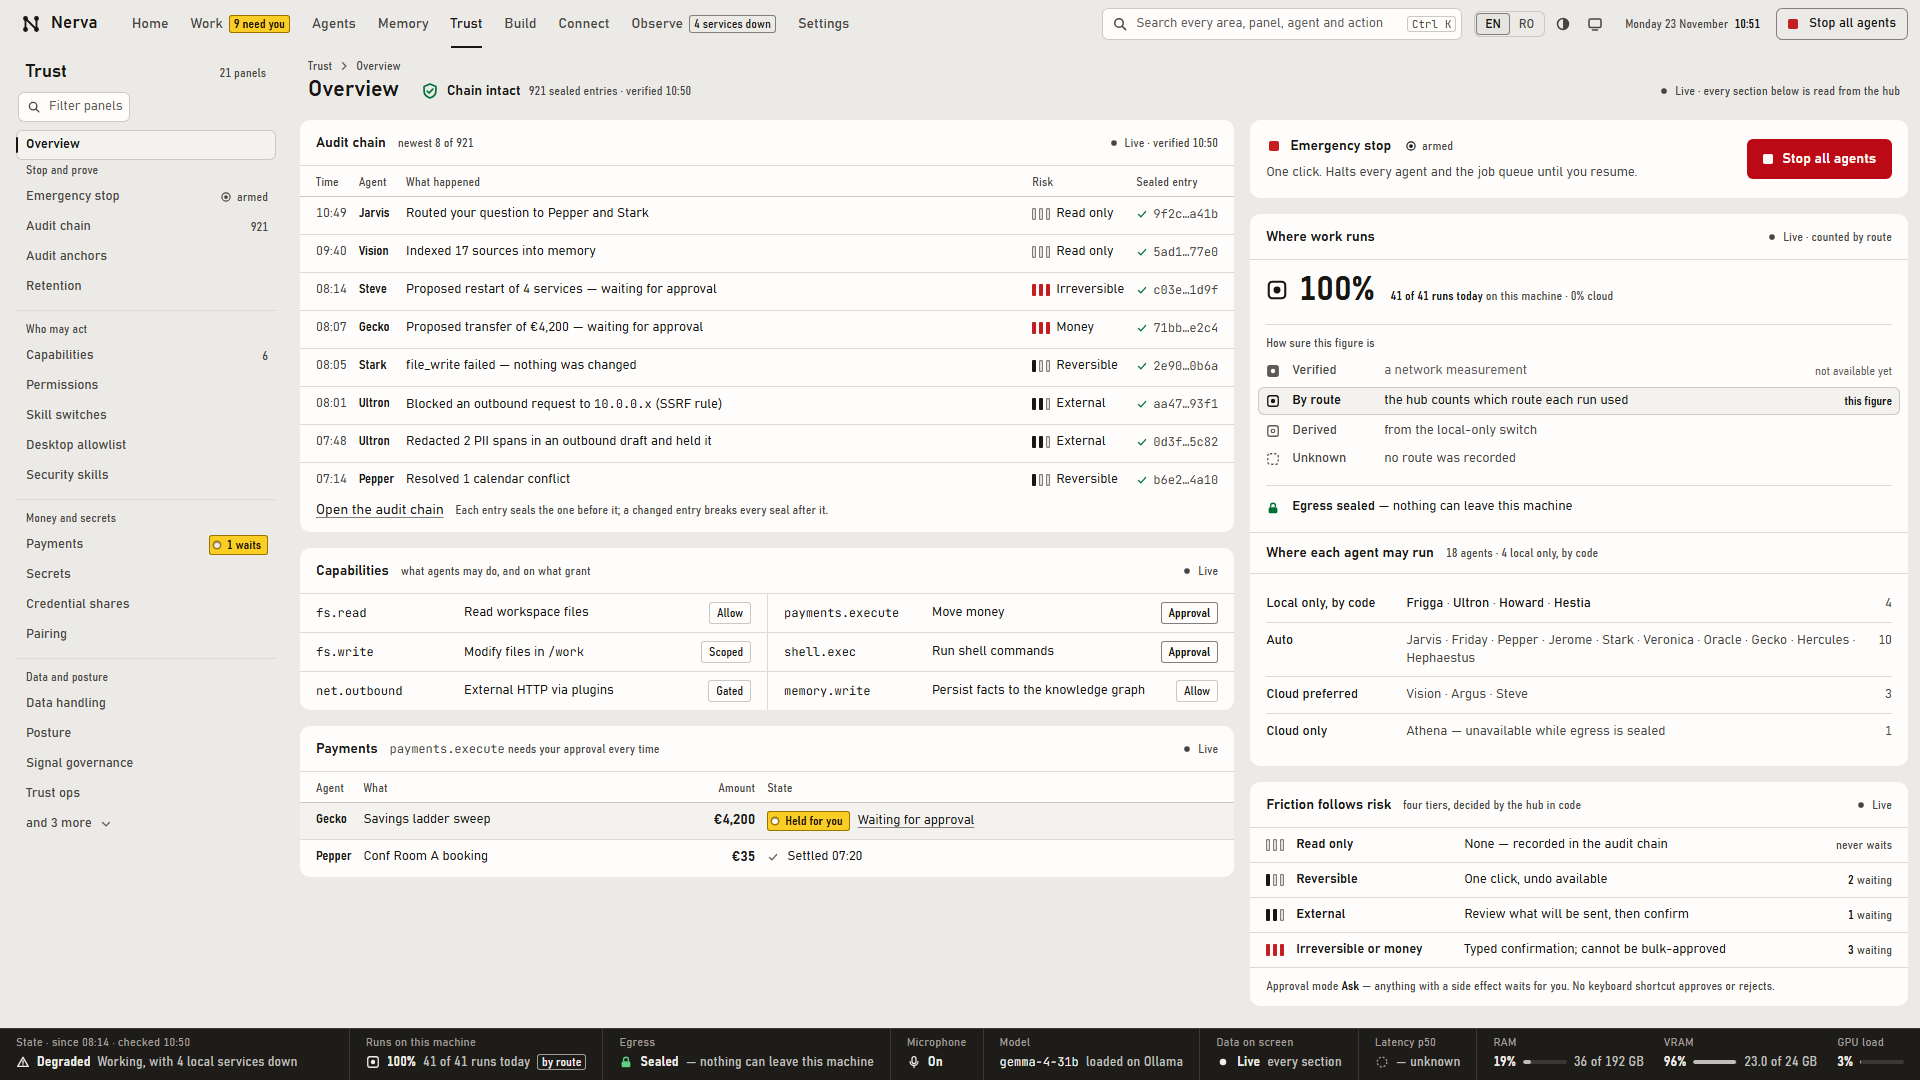 Nerva
Home
Work 9 need you
Agents
Memory
Trust
Build
Connect
Observe 4 services down
Settings
Search every area, panel, agent and action Ctrl K
EN RO
Monday 23 November 10:51
Stop all agents
Trust 21 panels
Filter panels
Overview
Stop and prove
Emergency stop armed
Audit chain 921
Audit anchors
Retention
Who may act
Capabilities 6
Permissions
Skill switches
Desktop allowlist
Security skills
Money and secrets
Payments 1 waits
Secrets
Credential shares
Pairing
Data and posture
Data handling
Posture
Signal governance
Trust ops
and 3 more
Trust > Overview
Overview Chain intact 921 sealed entries · verified 10:50
Live · every section below is read from the hub
Audit chain newest 8 of 921 Live · verified 10:50
Time Agent What happened Risk Sealed entry
10:49 Jarvis Routed your question to Pepper and Stark Read only 9f2c…a41b
09:40 Vision Indexed 17 sources into memory Read only 5ad1…77e0
08:14 Steve Proposed restart of 4 services — waiting for approval Irreversible c03e…1d9f
08:07 Gecko Proposed transfer of €4,200 — waiting for approval Money 71bb…e2c4
08:05 Stark file_write failed — nothing was changed Reversible 2e90…0b6a
08:01 Ultron Blocked an outbound request to 10.0.0.x (SSRF rule) External aa47…93f1
07:48 Ultron Redacted 2 PII spans in an outbound draft and held it External 0d3f…5c82
07:14 Pepper Resolved 1 calendar conflict Reversible b6e2…4a10
Open the audit chain Each entry seals the one before it; a changed entry breaks every seal after it.
Capabilities what agents may do, and on what grant Live
fs.read Read workspace files Allow
payments.execute Move money Approval
fs.write Modify files in /work Scoped
shell.exec Run shell commands Approval
net.outbound External HTTP via plugins Gated
memory.write Persist facts to the knowledge graph Allow
Payments payments.execute needs your approval every time Live
Agent What Amount State
Gecko Savings ladder sweep €4,200 Held for you Waiting for approval
Pepper Conf Room A booking €35 Settled 07:20
Emergency stop armed
One click. Halts every agent and the job queue until you resume.
Stop all agents
Where work runs Live · counted by route
100% 41 of 41 runs today on this machine · 0% cloud
How sure this figure is
Verified a network measurement not available yet
By route the hub counts which route each run used this figure
Derived from the local-only switch
Unknown no route was recorded
Egress sealed — nothing can leave this machine
Where each agent may run 18 agents · 4 local only, by code
Local only, by code Frigga · Ultron · Howard · Hestia 4
Auto Jarvis · Friday · Pepper · Jerome · Stark · Veronica · Oracle · Gecko · Hercules · 10
Hephaestus
Cloud preferred Vision · Argus · Steve 3
Cloud only Athena — unavailable while egress is sealed 1
Friction follows risk four tiers, decided by the hub in code Live
Read only None — recorded in the audit chain never waits
Reversible One click, undo available 2 waiting
External Review what will be sent, then confirm 1 waiting
Irreversible or money Typed confirmation; cannot be bulk-approved 3 waiting
Approval mode Ask — anything with a side effect waits for you. No keyboard shortcut approves or rejects.
State · since 08:14 · checked 10:50
Degraded Working, with 4 local services down
Runs on this machine
100% 41 of 41 runs today by route
Egress
Sealed — nothing can leave this machine
Microphone
On
Model
gemma-4-31b loaded on Ollama
Data on screen
Live every section
Latency p50
— unknown
RAM
19% 36 of 192 GB
VRAM
96% 23.0 of 24 GB
GPU load
3%